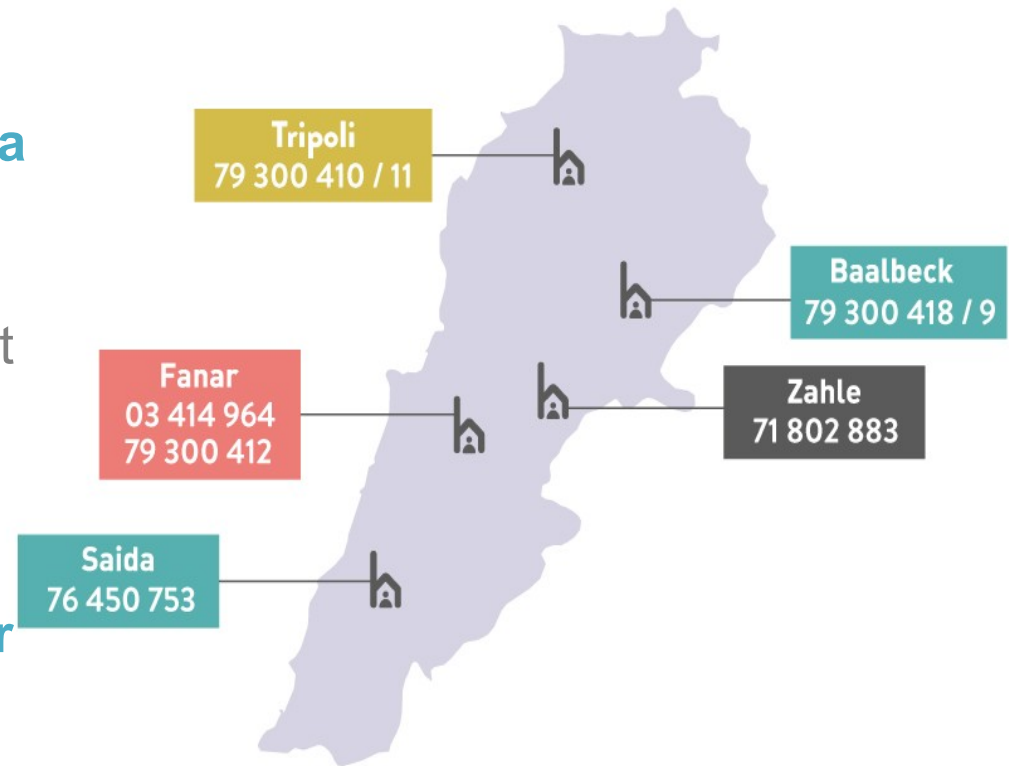 a
Tripoli
79 300 410 / 11
Baalbeck
79 300 418 / 9
t
Fanar
03 414 964
79 300 412
Zahle
71 802 883
Saida
76 450 753
r